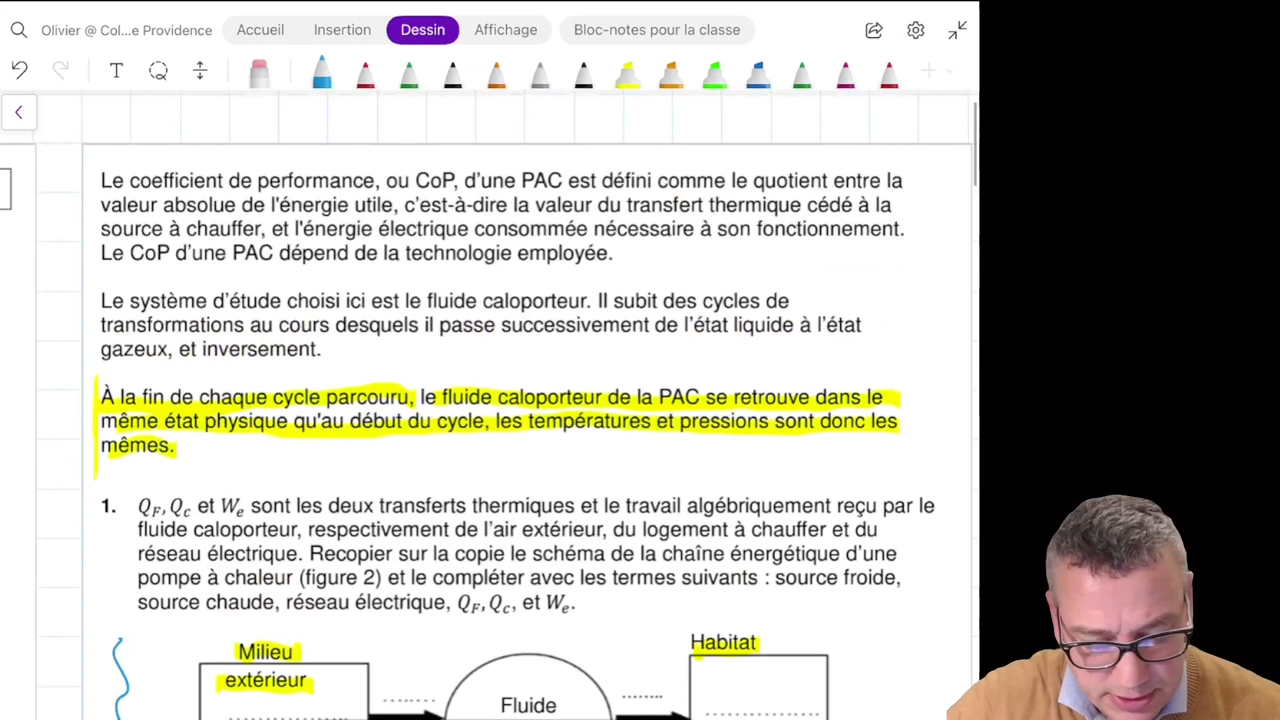 Olivier @ Col...e Providence
Accueil
Insertion
Dessin
Affichage
Bloc-notes pour la classe
T
Le coefficient de performance, ou CoP, d'une PAC est défini comme le quotient entre la
valeur absolue de l'énergie utile, c'est-à-dire la valeur du transfert thermique cédé à la
source à chauffer, et l'énergie électrique consommée nécessaire à son fonctionnement.
Le CoP d'une PAC dépend de la technologie employée.
Le système d'étude choisi ici est le fluide caloporteur. Il subit des cycles de
transformations au cours desquels il passe successivement de l'état liquide à l'état
gazeux, et inversement.
À la fin de chaque cycle parcouru, le fluide caloporteur de la PAC se retrouve dans le
même état physique qu'au début du cycle, les températures et pressions sont donc les
mêmes.
1. Q_F, Q_c et W_e sont les deux transferts thermiques et le travail algébriquement reçu par le
fluide caloporteur, respectivement de l'air extérieur, du logement à chauffer et du
réseau électrique. Recopier sur la copie le schéma de la chaîne énergétique d'une
pompe à chaleur (figure 2) et le compléter avec les termes suivants : source froide,
source chaude, réseau électrique, Q_F, Q_c, et W_e.
Milieu
extérieur
Habitat
........
........
Fluide
..................
.................